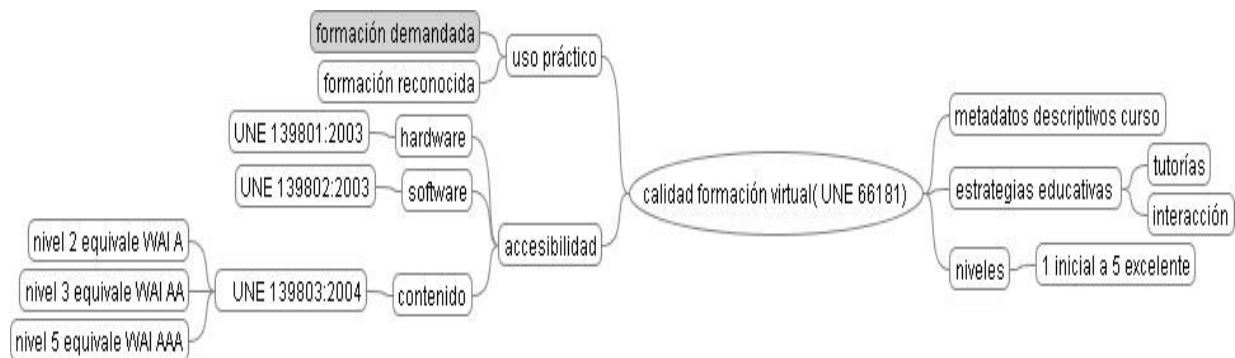 formación demandada
uso práctico
formación reconocida
UNE 139801:2003
hardware
UNE 139802:2003
software
accesibilidad
nivel 2 equivale WAI A
nivel 3 equivale WAI AA
nivel 5 equivale WAI AAA
UNE 139803:2004
contenido
calidad formación virtual( UNE 66181)
metadatos descriptivos curso
estrategias educativas
tutorías
interacción
niveles
1 inicial a 5 excelente